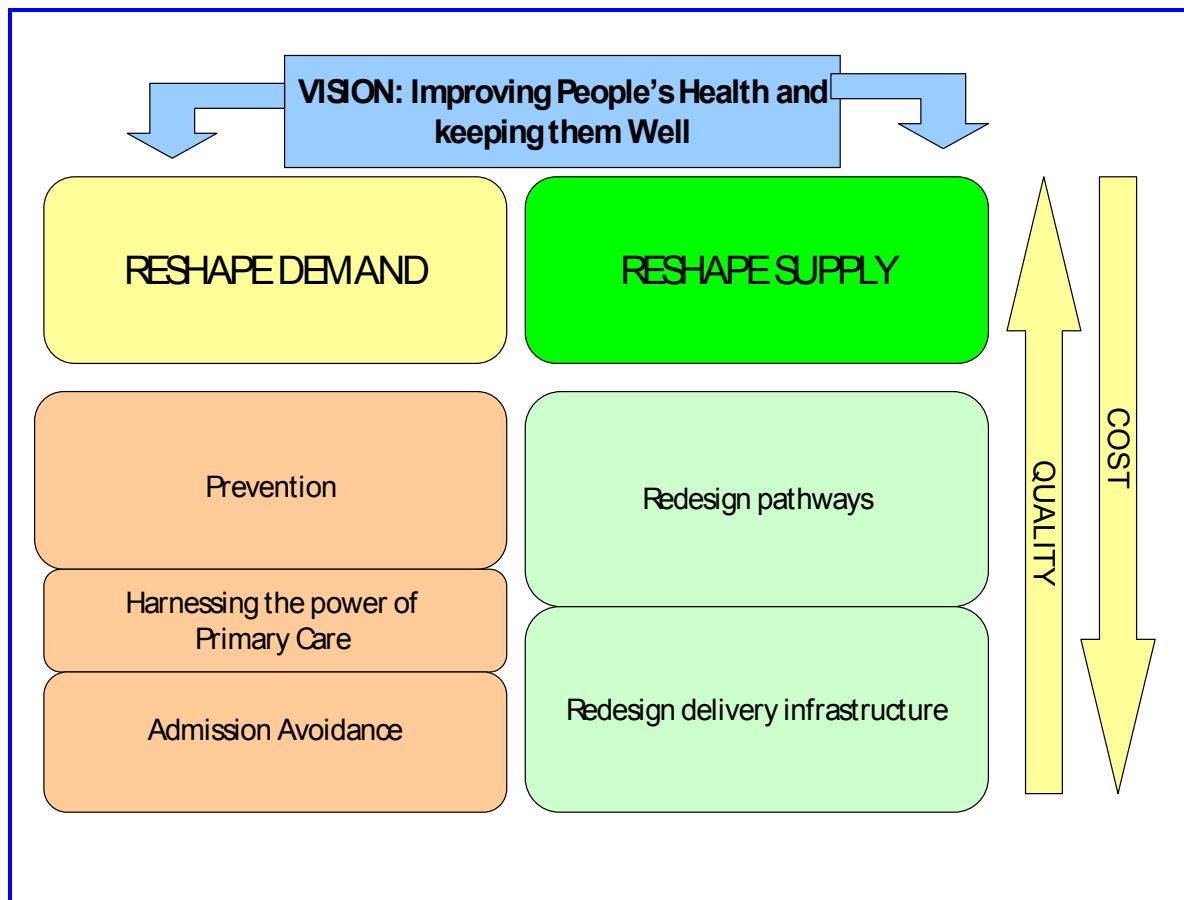 VISION: Improving People's Health and
keeping them Well
RESHAPE DEMAND
RESHAPE SUPPLY
Prevention
Harnessing the power of
Primary Care
Admission Avoidance
Redesign pathways
Redesign delivery infrastructure
QUALITY
COST